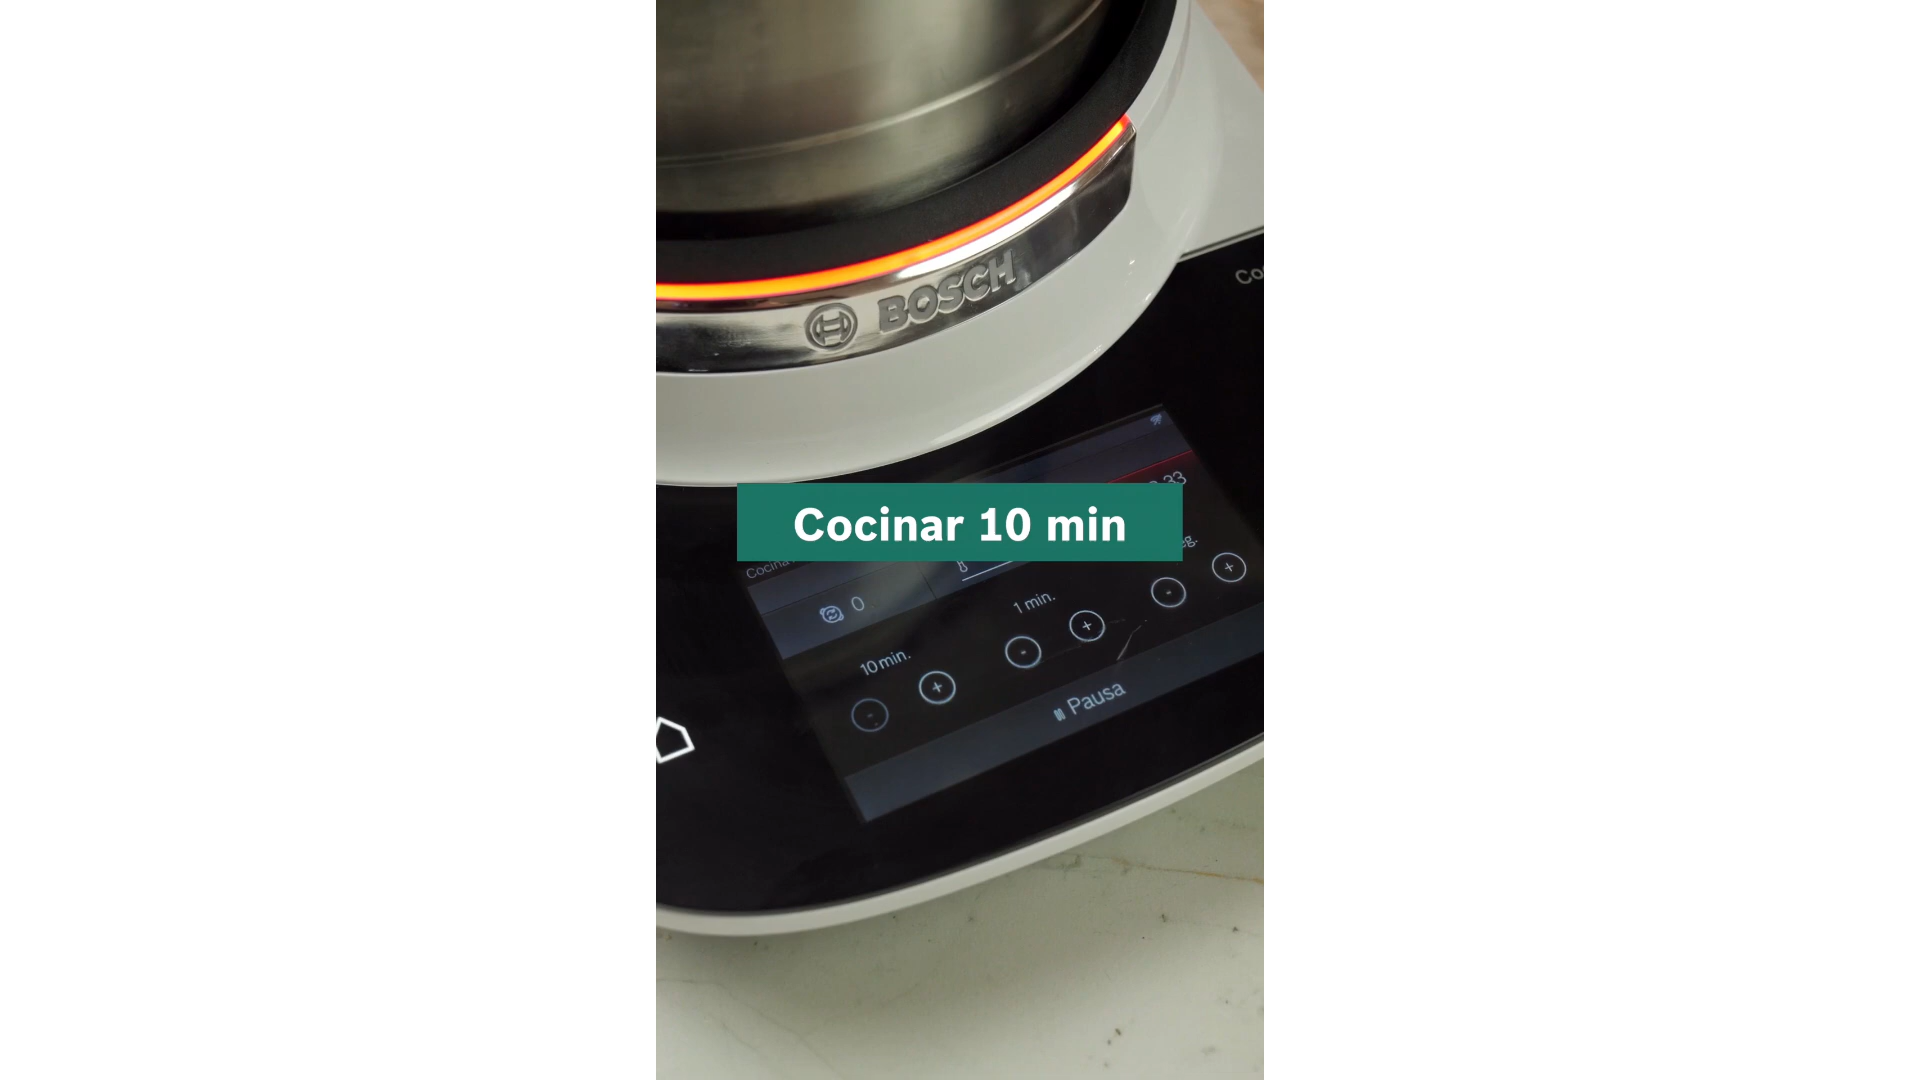 BOSCH
Cocinar 10 min
0
1 min.
10 min.
Pausa